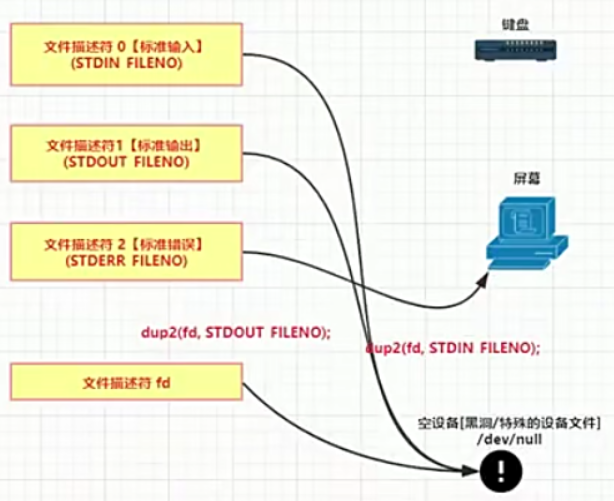 文件描述符 0【标准输入】
(STDIN FILENO)
键盘
文件描述符1【标准输出】
(STDOUT FILENO)
屏幕
文件描述符 2【标准错误】
(STDERR FILENO)
dup2(fd, STDOUT FILENO);
dup2(fd, STDIN FILENO);
文件描述符 fd
空设备[黑洞/特殊的设备文件]
/dev/null